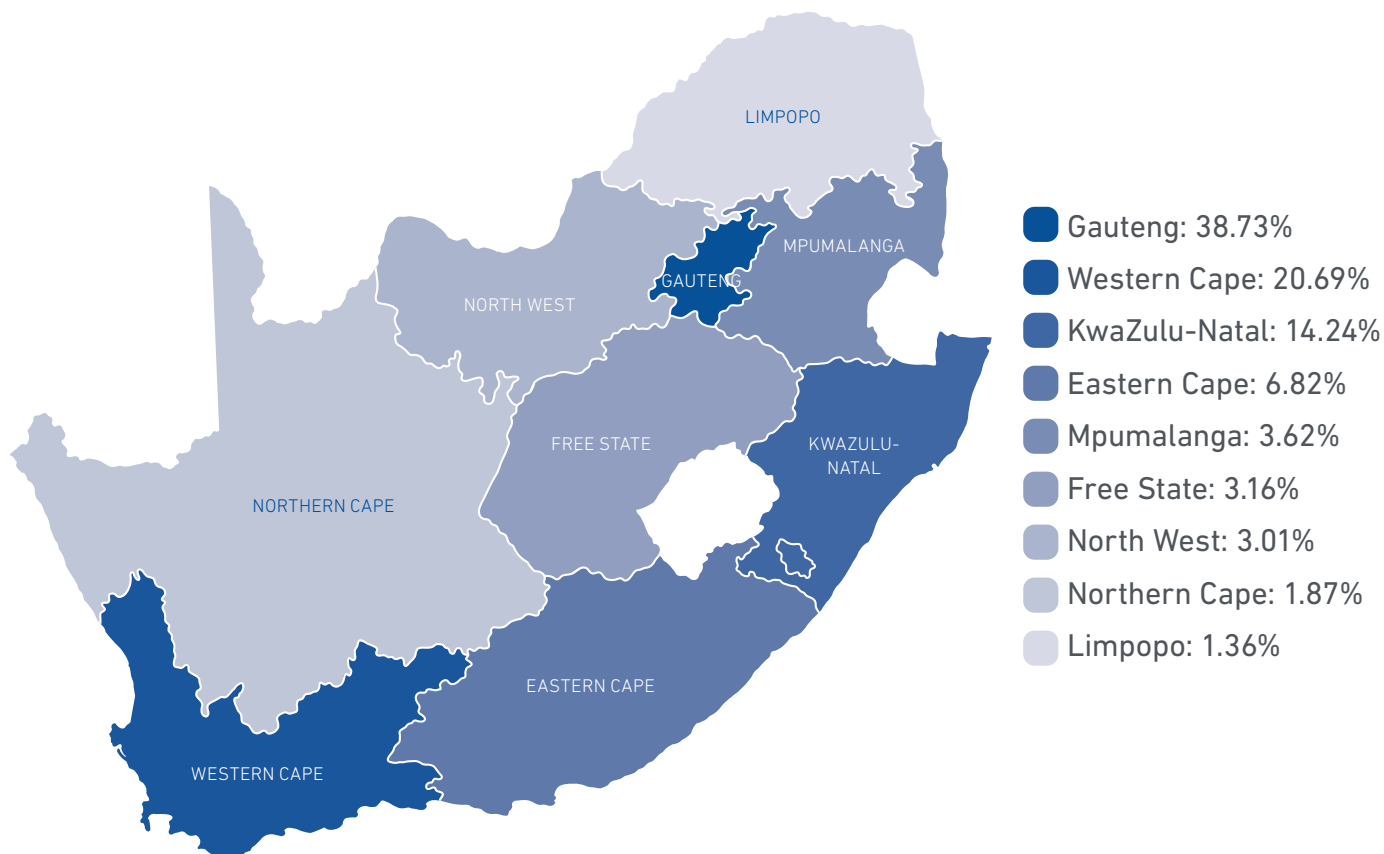 LIMPOPO
MPUMALANGA
GAUTENG
NORTH WEST
FREE STATE
KWAZULU-
NATAL
NORTHERN CAPE
EASTERN CAPE
WESTERN CAPE
Gauteng: 38.73%
Western Cape: 20.69%
KwaZulu-Natal: 14.24%
Eastern Cape: 6.82%
Mpumalanga: 3.62%
Free State: 3.16%
North West: 3.01%
Northern Cape: 1.87%
Limpopo: 1.36%